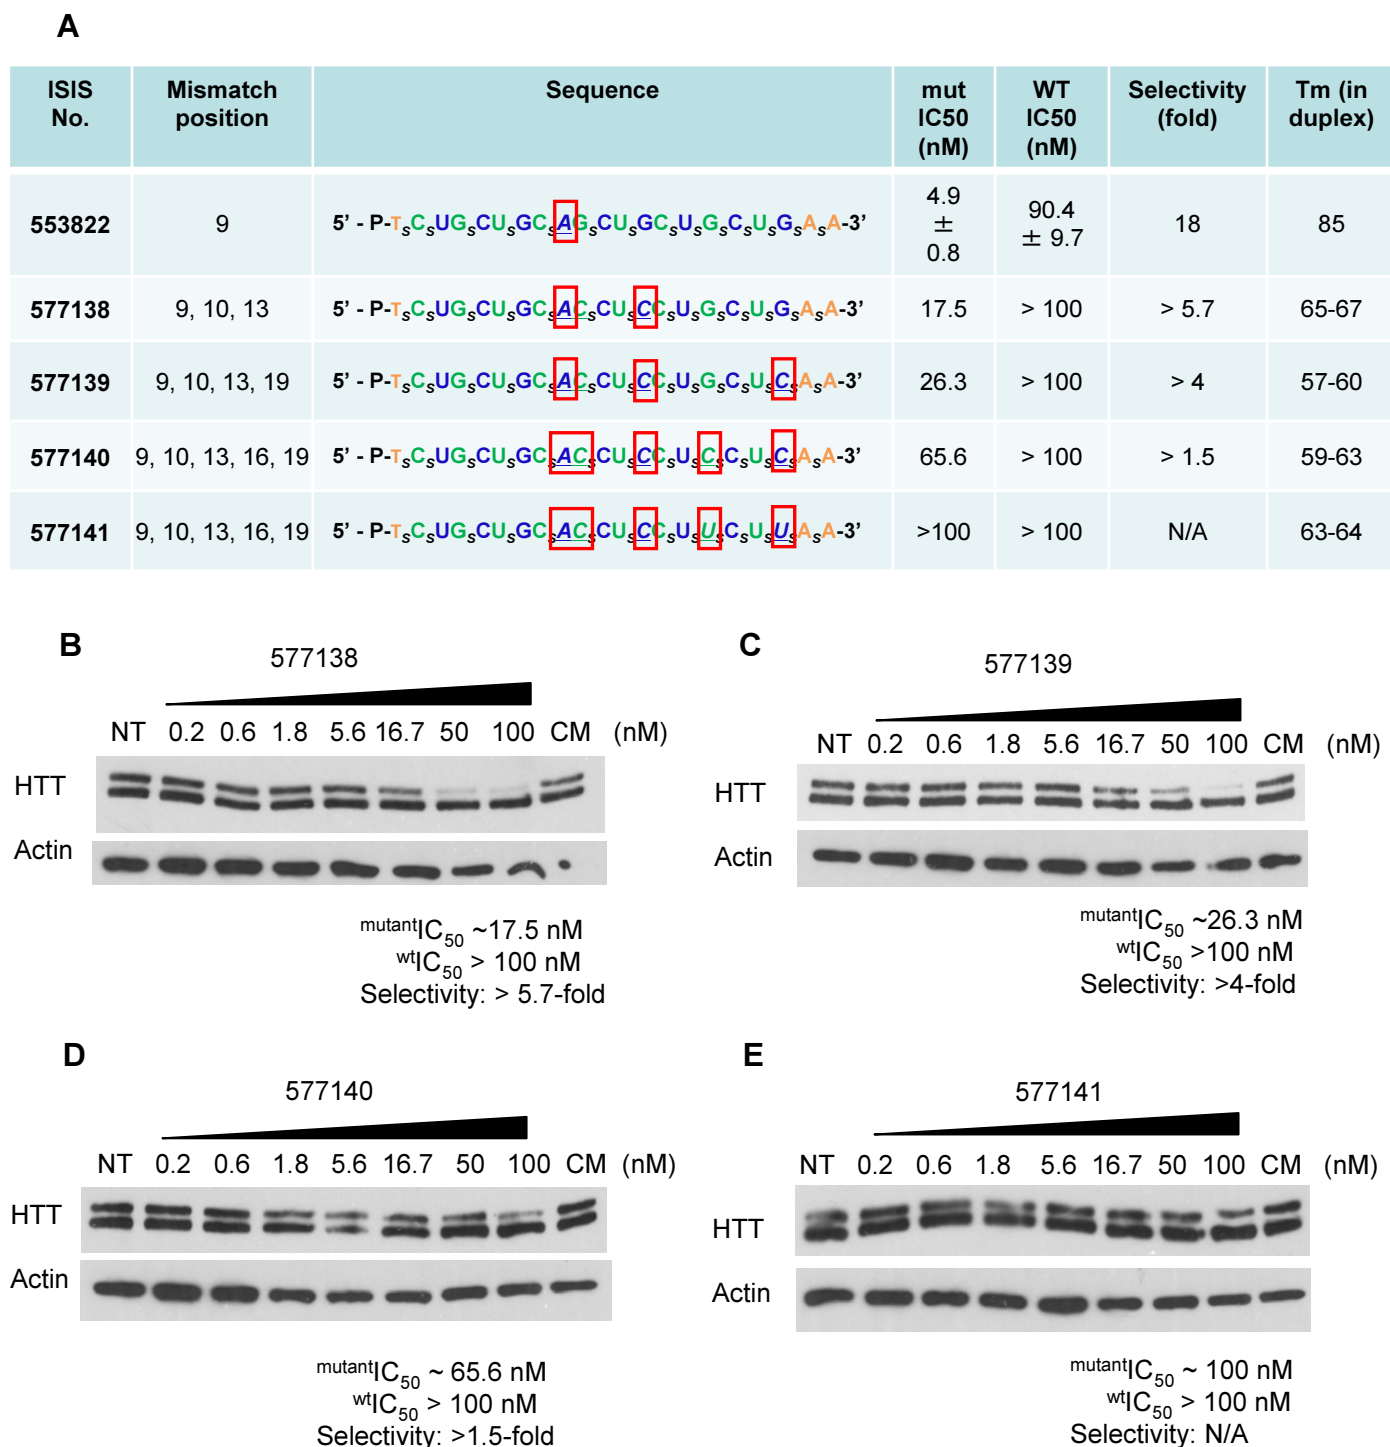 A
ISIS No. Mismatch position Sequence mut IC50 (nM) WT IC50 (nM) Selectivity (fold) Tm (in duplex)
553822 9 5’ - P-TsCsUGsCUsGCsAGsCUsGCsUsGsCsUsGsAsA-3’ 4.9 ± 0.8 90.4 ± 9.7 18 85
577138 9, 10, 13 5’ - P-TsCsUGsCUsGCsACsCUsCCsUsGsCsUsGsAsA-3’ 17.5 > 100 > 5.7 65-67
577139 9, 10, 13, 19 5’ - P-TsCsUGsCUsGCsACsCUsCCsUsGsCsUsCsAsA-3’ 26.3 > 100 > 4 57-60
577140 9, 10, 13, 16, 19 5’ - P-TsCsUGsCUsGCsACsCUsCCsUsCsCsUsCsAsA-3’ 65.6 > 100 > 1.5 59-63
577141 9, 10, 13, 16, 19 5’ - P-TsCsUGsCUsGCsACsCUsCCsUsUsCsUsUsAsA-3’ >100 > 100 N/A 63-64
B
577138
NT 0.2 0.6 1.8 5.6 16.7 50 100 CM (nM)
HTT
Actin
mutantIC50 ~17.5 nM
wtIC50 > 100 nM
Selectivity: > 5.7-fold
C
577139
NT 0.2 0.6 1.8 5.6 16.7 50 100 CM (nM)
HTT
Actin
mutantIC50 ~26.3 nM
wtIC50 >100 nM
Selectivity: >4-fold
D
577140
NT 0.2 0.6 1.8 5.6 16.7 50 100 CM (nM)
HTT
Actin
mutantIC50 ~ 65.6 nM
wtIC50 > 100 nM
Selectivity: >1.5-fold
E
577141
NT 0.2 0.6 1.8 5.6 16.7 50 100 CM (nM)
HTT
Actin
mutantIC50 ~ 100 nM
wtIC50 > 100 nM
Selectivity: N/A